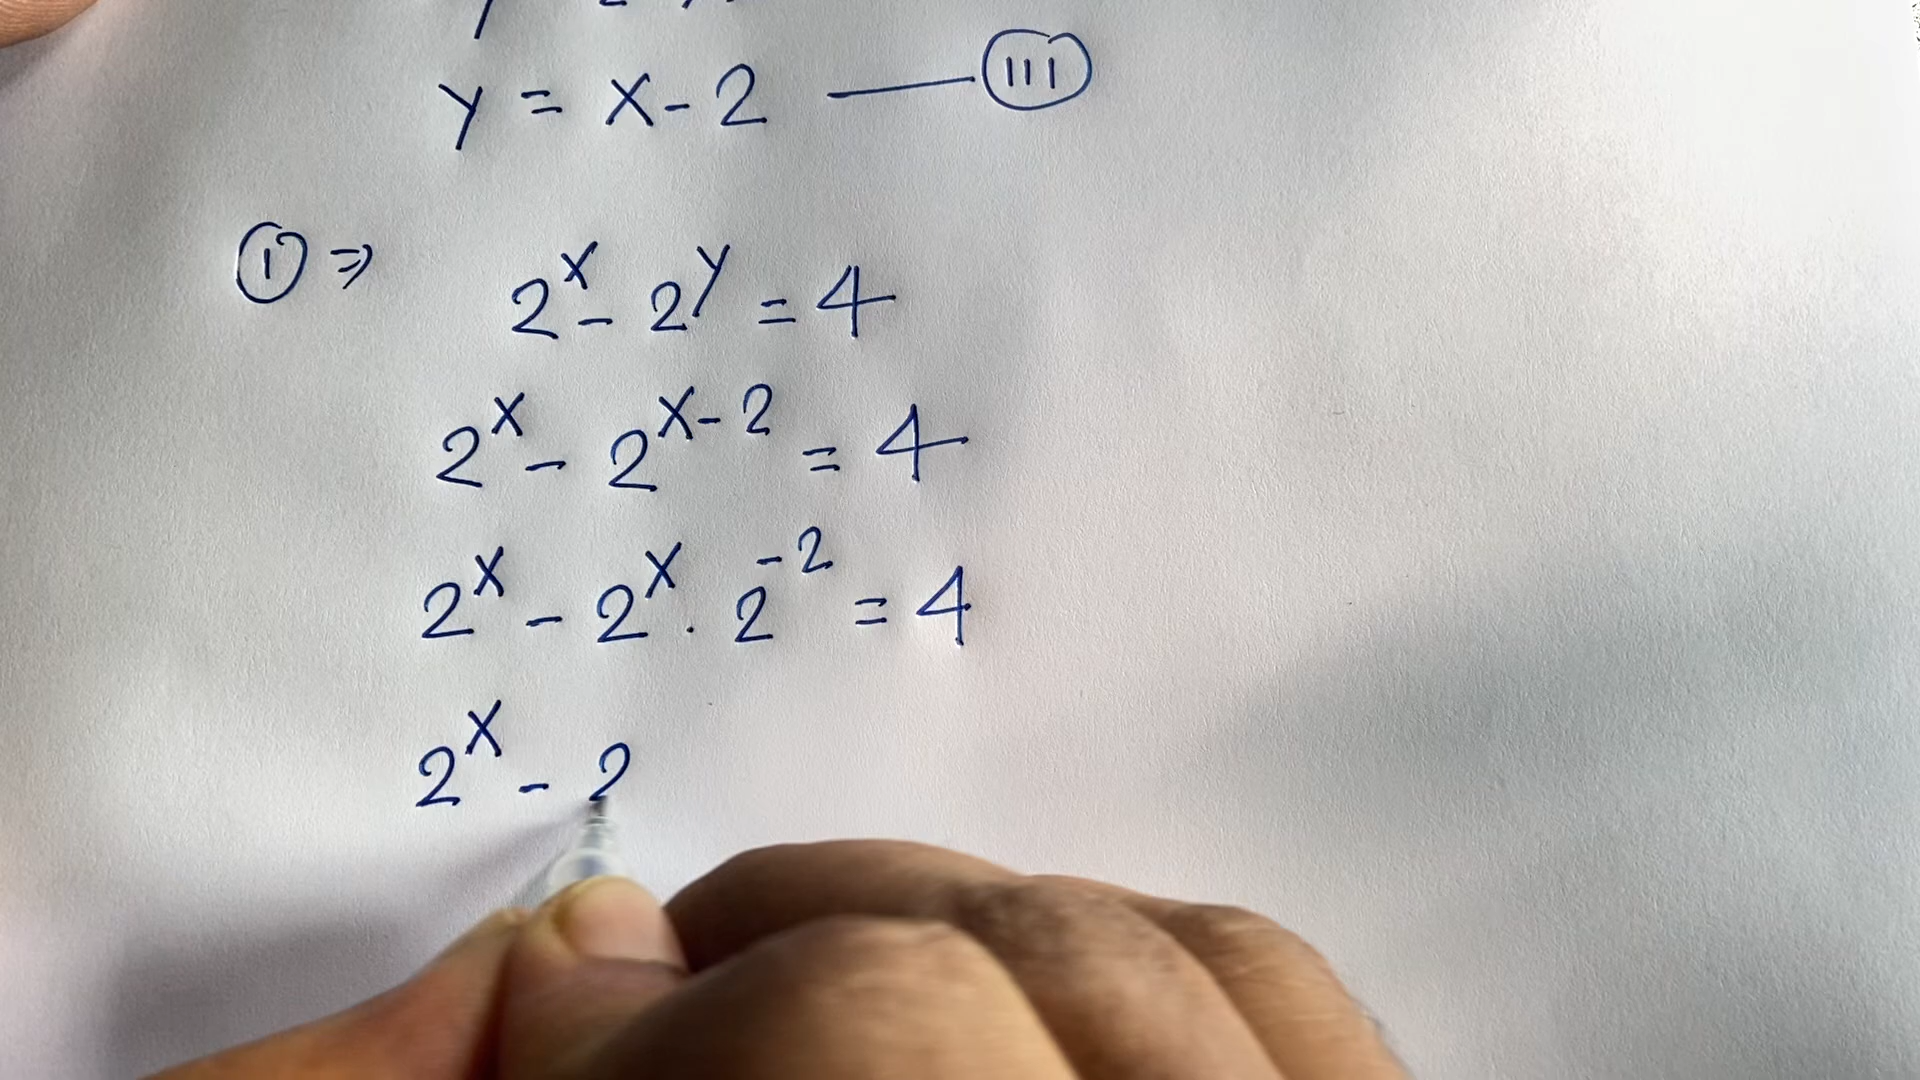 y = x - 2 —— (III)
(I) ⇒ 2^x - 2^y = 4
2^x - 2^(x-2) = 4
2^x - 2^x . 2^-2 = 4
2^x - 2